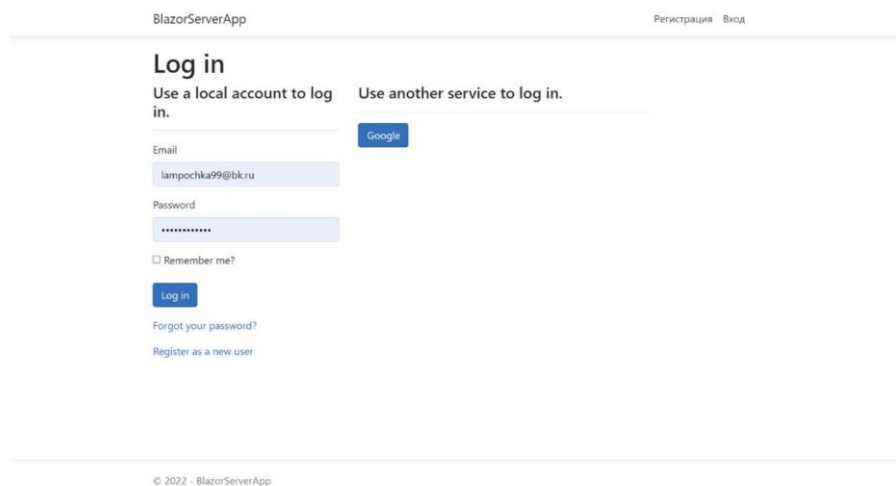 BlazorServerApp
Регистрация Вход
Log in
Use a local account to log
in.
Email
lampochka99@bk.ru
Password
••••••••••••
Remember me?
Log in
Forgot your password?
Register as a new user
Use another service to log in.
Google
© 2022 - BlazorServerApp